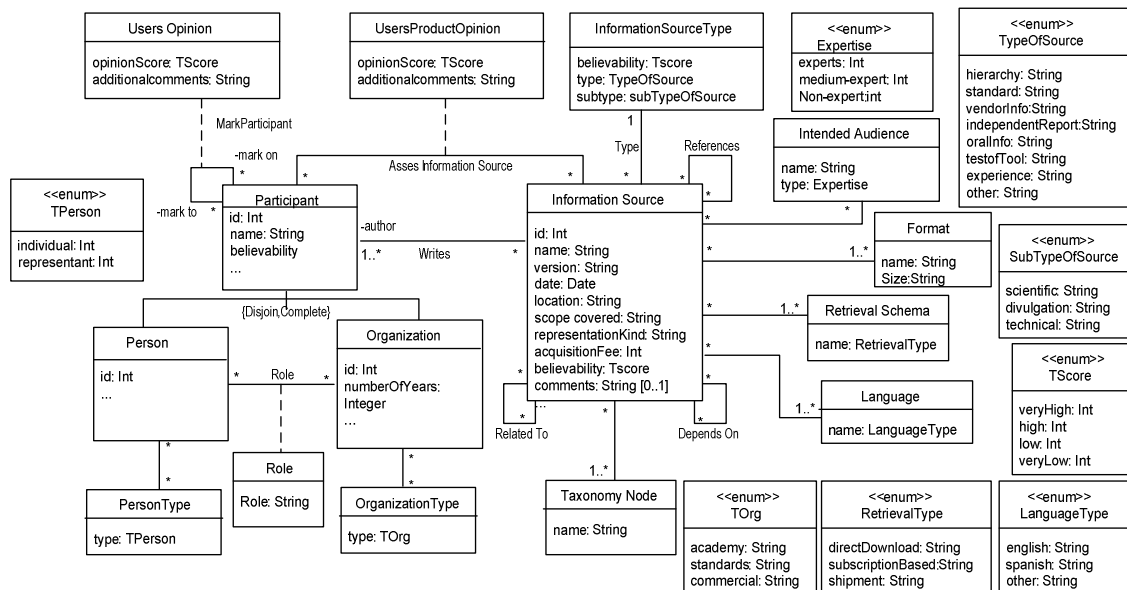 Users Opinion
opinionScore: TScore
additionalcomments: String
UsersProductOpinion
opinionScore: TScore
additionalcomments: String
InformationSourceType
believability: Tscore
type: TypeOfSource
subtype: subTypeOfSource
<<enum>>
Expertise
experts: Int
medium-expert: Int
Non-expert:int
<<enum>>
TypeOfSource
hierarchy: String
standard: String
vendorInfo:String
independentReport:String
oralInfo: String
testofTool: String
experience: String
other: String
MarkParticipant
-mark on
*
-mark to
*
Asses Information Source
*
*
1
Type
*
References
*
*
Intended Audience
name: String
type: Expertise
*
*
<<enum>>
TPerson
individual: Int
representant: Int
Participant
id: Int
name: String
believability
...
-author
1..*
Writes
*
Information Source
id: Int
name: String
version: String
date: Date
location: String
scope covered: String
representationKind: String
acquisitionFee: Int
believability: Tscore
comments: String [0..1]
...
*
1..*
Format
name: String
Size:String
<<enum>>
SubTypeOfSource
scientific: String
divulgation: String
technical: String
{Disjoin,Complete}
Person
id: Int
...
*
Role
*
Organization
id: Int
numberOfYears:
Integer
...
*
1..*
Retrieval Schema
name: RetrievalType
*
1..*
Language
name: LanguageType
<<enum>>
TScore
veryHigh: Int
high: Int
low: Int
veryLow: Int
*
*
Related To
*
*
Depends On
*
1..*
Taxonomy Node
name: String
*
*
PersonType
type: TPerson
Role
Role: String
*
*
OrganizationType
type: TOrg
<<enum>>
TOrg
academy: String
standards: String
commercial: String
<<enum>>
RetrievalType
directDownload: String
subscriptionBased:String
shipment: String
<<enum>>
LanguageType
english: String
spanish: String
other: String